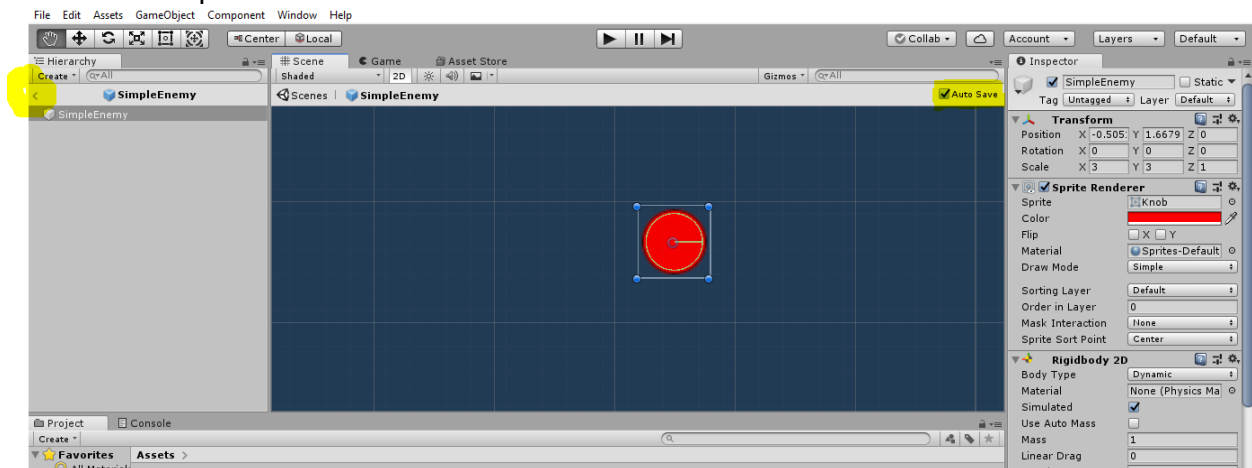 File Edit Assets GameObject Component Window Help
Center Local Collab Account Layers Default
Hierarchy # Scene Game Asset Store Inspector
Create All Shaded 2D Gizmos All SimpleEnemy Static
< SimpleEnemy Scenes | SimpleEnemy Auto Save Tag Untagged Layer Default
SimpleEnemy
Transform
Position X -0.505 Y 1.6679 Z 0
Rotation X 0 Y 0 Z 0
Scale X 3 Y 3 Z 1
Sprite Renderer
Sprite Knob
Color
Flip X Y
Material Sprites-Default
Draw Mode Simple
Sorting Layer Default
Order in Layer 0
Mask Interaction None
Sprite Sort Point Center
Rigidbody 2D
Body Type Dynamic
Material None (Physics Ma
Simulated
Project Console Use Auto Mass
Create Mass 1
Favorites Assets > Linear Drag 0